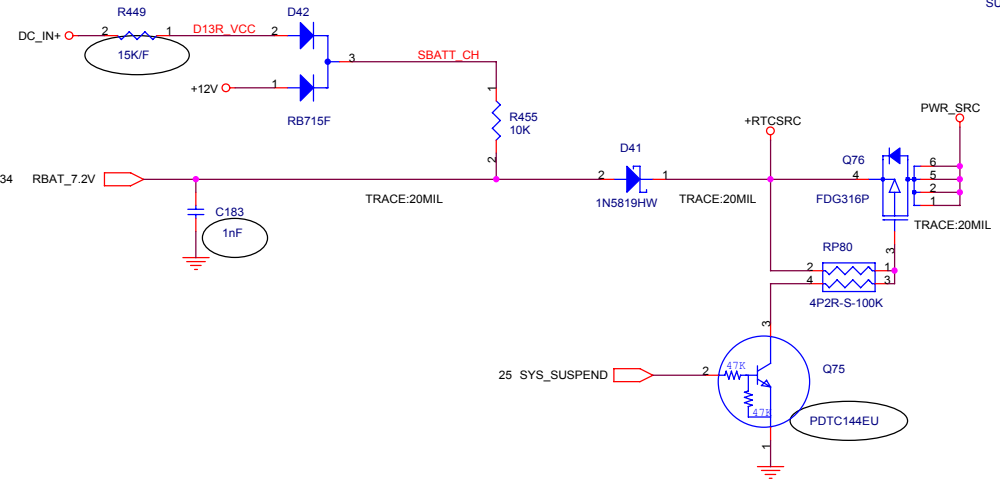 SU
R449
D42
DC_IN+
2
1
D13R_VCC
2
15K/F
3
SBATT_CH
+12V
1
RB715F
1
R455
10K
2
+RTCSRC
PWR_SRC
D41
Q76
34 RBAT_7.2V
2
1
4
6
5
2
1
TRACE:20MIL
1N5819HW
TRACE:20MIL
FDG316P
C183
1nF
TRACE:20MIL
3
RP80
2
1
4
3
4P2R-S-100K
3
25 SYS_SUSPEND
2
47K
47K
Q75
PDTC144EU
1